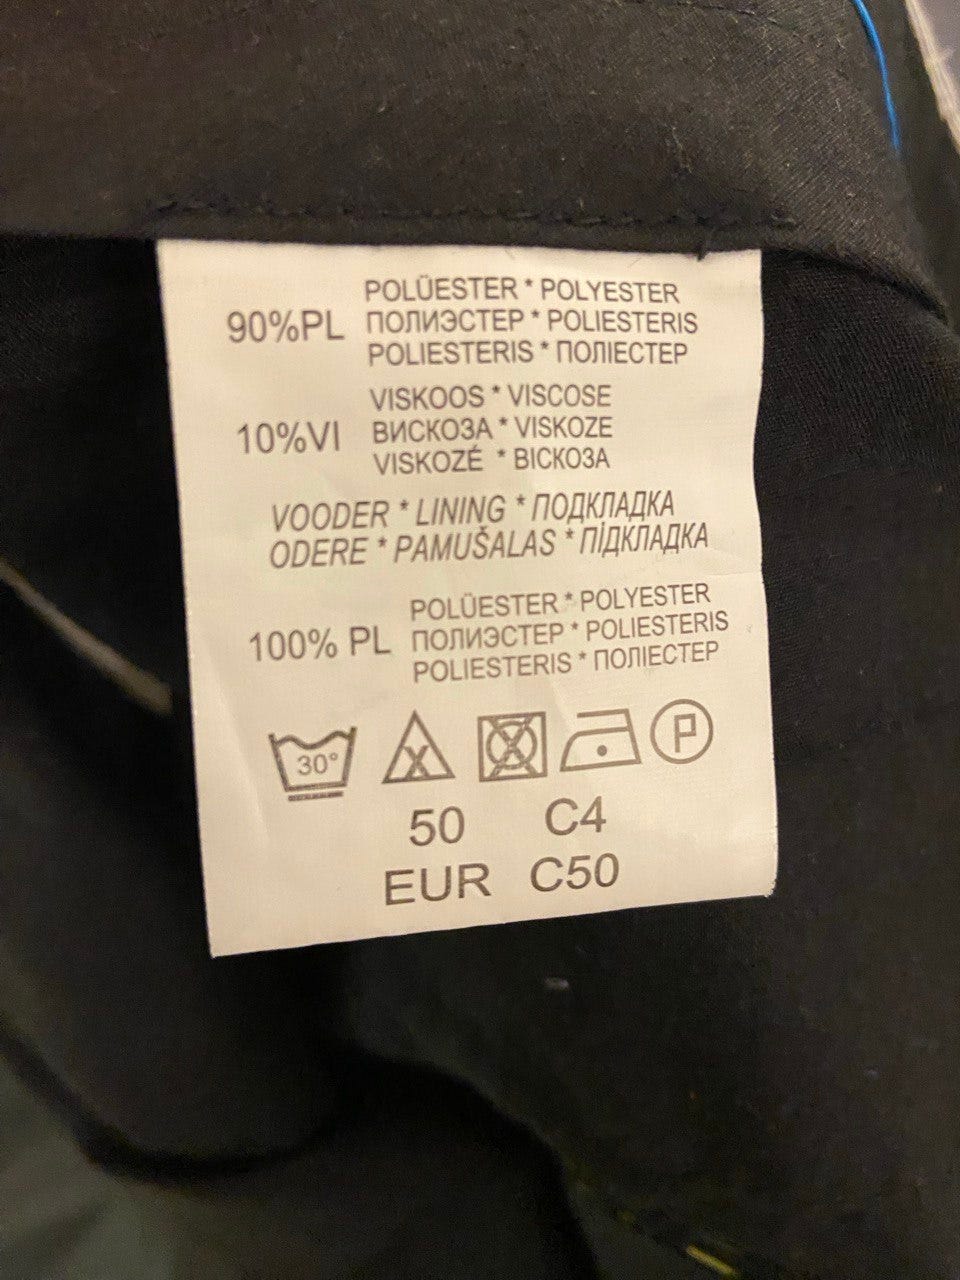 90%PL
POLÜESTER * POLYESTER
ПОЛИЭСТЕР * POLIESTERIS
POLIESTERIS * ПОЛІЕСТЕР
10%VI
VISKOOS * VISCOSE
ВИСКОЗА * VISKOZE
VISKOZÉ * ВІСКОЗА
VOODER * LINING * ПОДКЛАДКА
ODERE * PAMUŠALAS * ПІДКЛАДКА
100% PL
POLÜESTER * POLYESTER
ПОЛИЭСТЕР * POLIESTERIS
POLIESTERIS * ПОЛІЕСТЕР
30°
P
50 C4
EUR C50